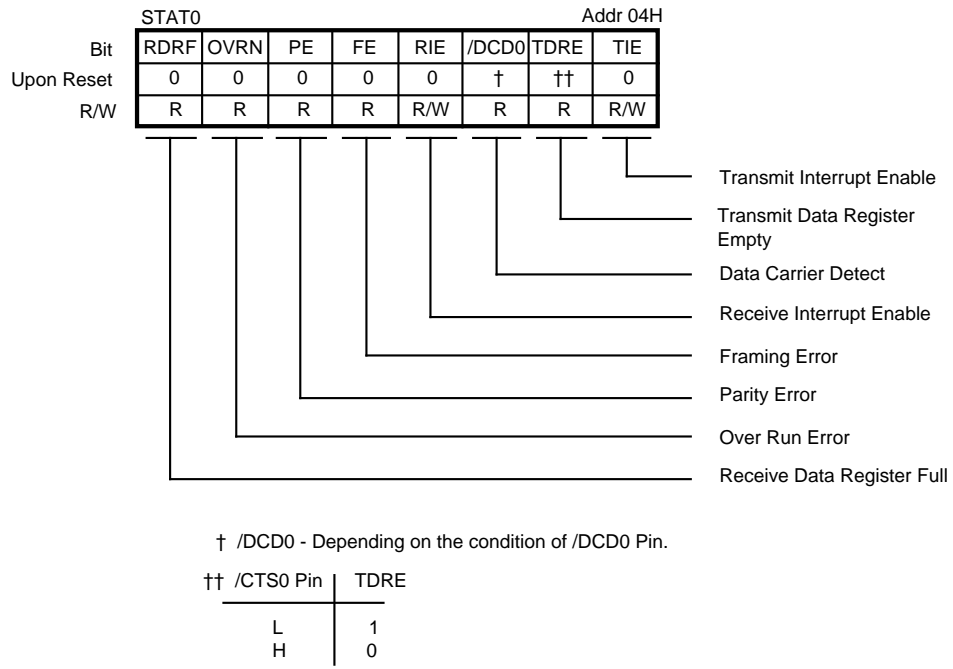 STAT0 Addr 04H
Bit RDRF OVRN PE FE RIE /DCD0 TDRE TIE
Upon Reset 0 0 0 0 0 † †† 0
R/W R R R R R/W R R R/W
Transmit Interrupt Enable
Transmit Data Register
Empty
Data Carrier Detect
Receive Interrupt Enable
Framing Error
Parity Error
Over Run Error
Receive Data Register Full
† /DCD0 - Depending on the condition of /DCD0 Pin.
†† /CTS0 Pin TDRE
L 1
H 0